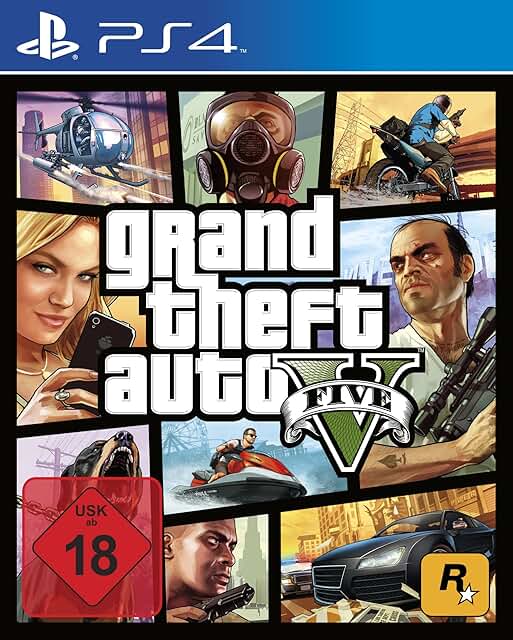 PS4
grand
theft
auto
V
FIVE
USK
ab
18
R